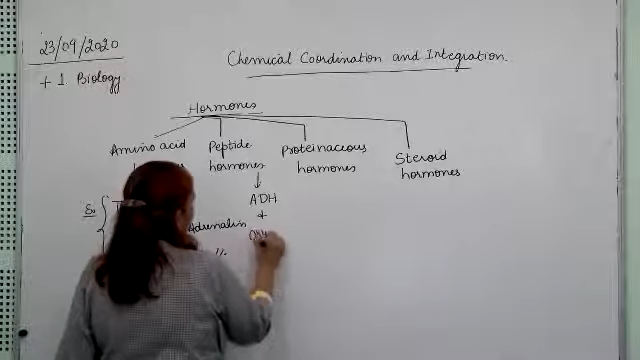 23/09/2020
+1 Biology
Chemical Coordination and Integration
Hormones
Amino acid
Peptide hormones
Proteinaceous hormones
Steroid hormones
ADH
+
Adrenalin